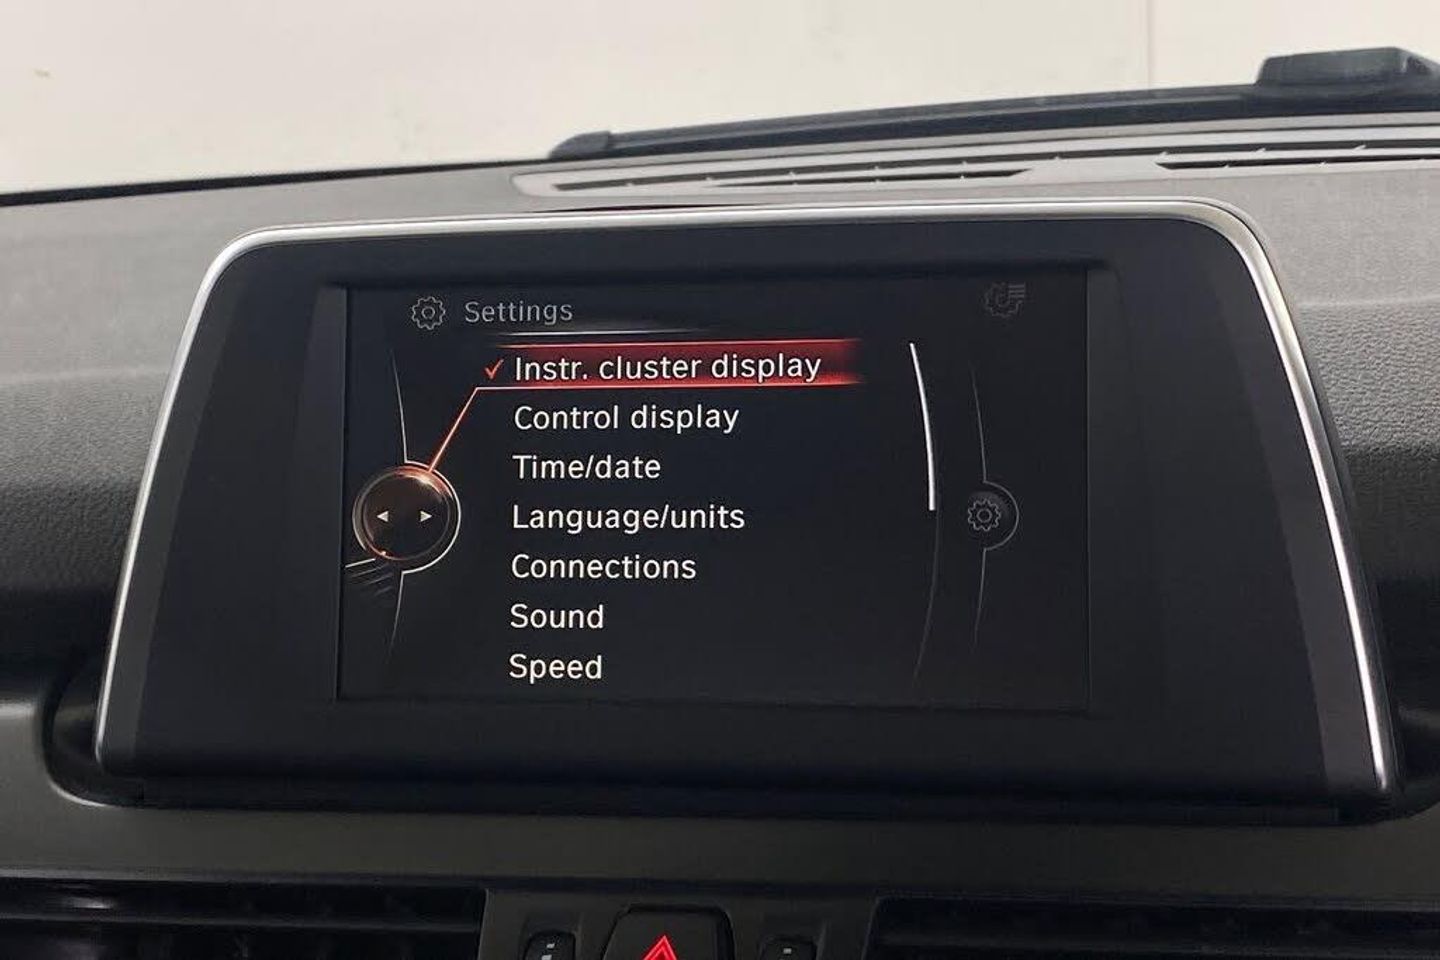 Settings
Instr. cluster display
Control display
Time/date
Language/units
Connections
Sound
Speed